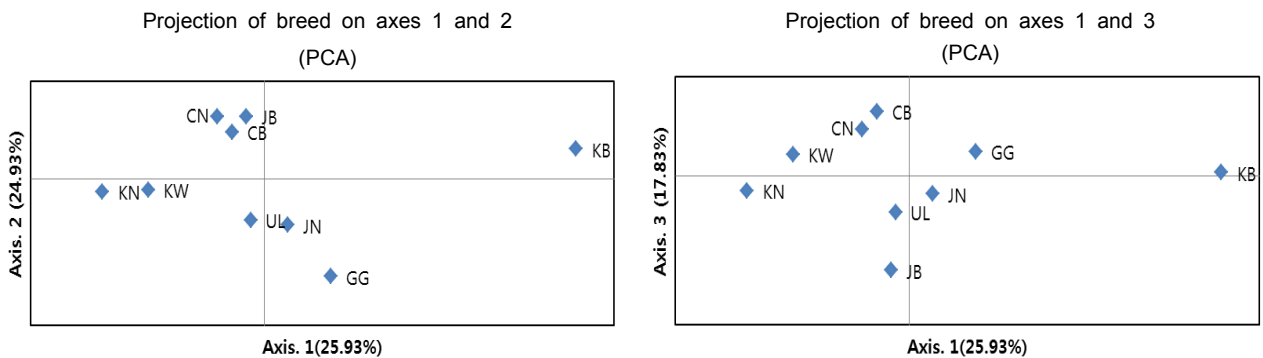 Projection of breed on axes 1 and 2
(PCA)
CN
JB
CB
KB
KN
KW
UL
JN
GG
Axis. 2 (24.93%)
Axis. 1(25.93%)
Projection of breed on axes 1 and 3
(PCA)
CB
CN
KW
GG
KB
KN
JN
UL
JB
Axis. 3 (17.83%)
Axis. 1(25.93%)